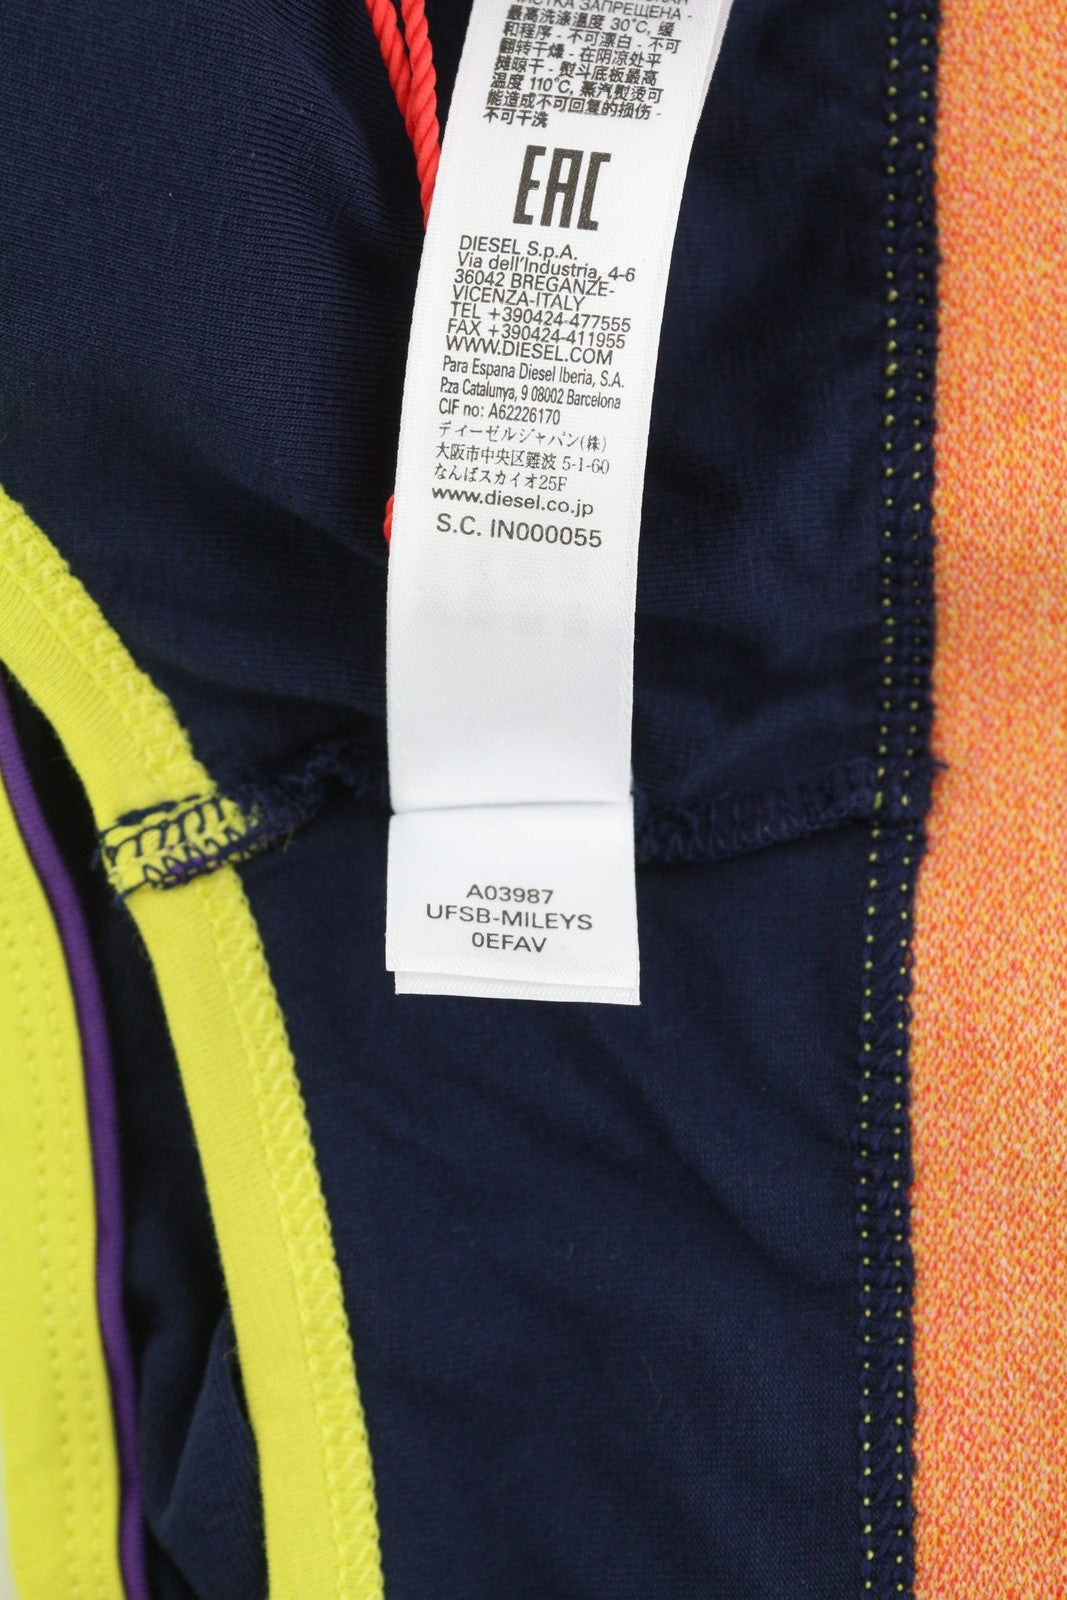 ЧИСТКА ЗАПРЕЩЕНА -
最高洗涤温度 30°C, 缓
和程序 - 不可漂白 - 不可
翻转干燥 - 在阴凉处平
摊晾干 - 熨斗底板最高
温度 110°C, 蒸汽熨烫可
能造成不可回复的损伤 -
不可干洗
EAC
DIESEL S.p.A.
Via dell'Industria, 4-6
36042 BREGANZE-
VICENZA-ITALY
TEL +390424-477555
FAX +390424-411955
WWW.DIESEL.COM
Para Espana Diesel Iberia, S.A.
Pza Catalunya, 9 08002 Barcelona
CIF no: A62226170
ディーゼルジャパン(株)
大阪市中央区難波 5-1-60
なんばスカイオ25F
www.diesel.co.jp
S.C. IN000055
A03987
UFSB-MILEYS
0EFAV